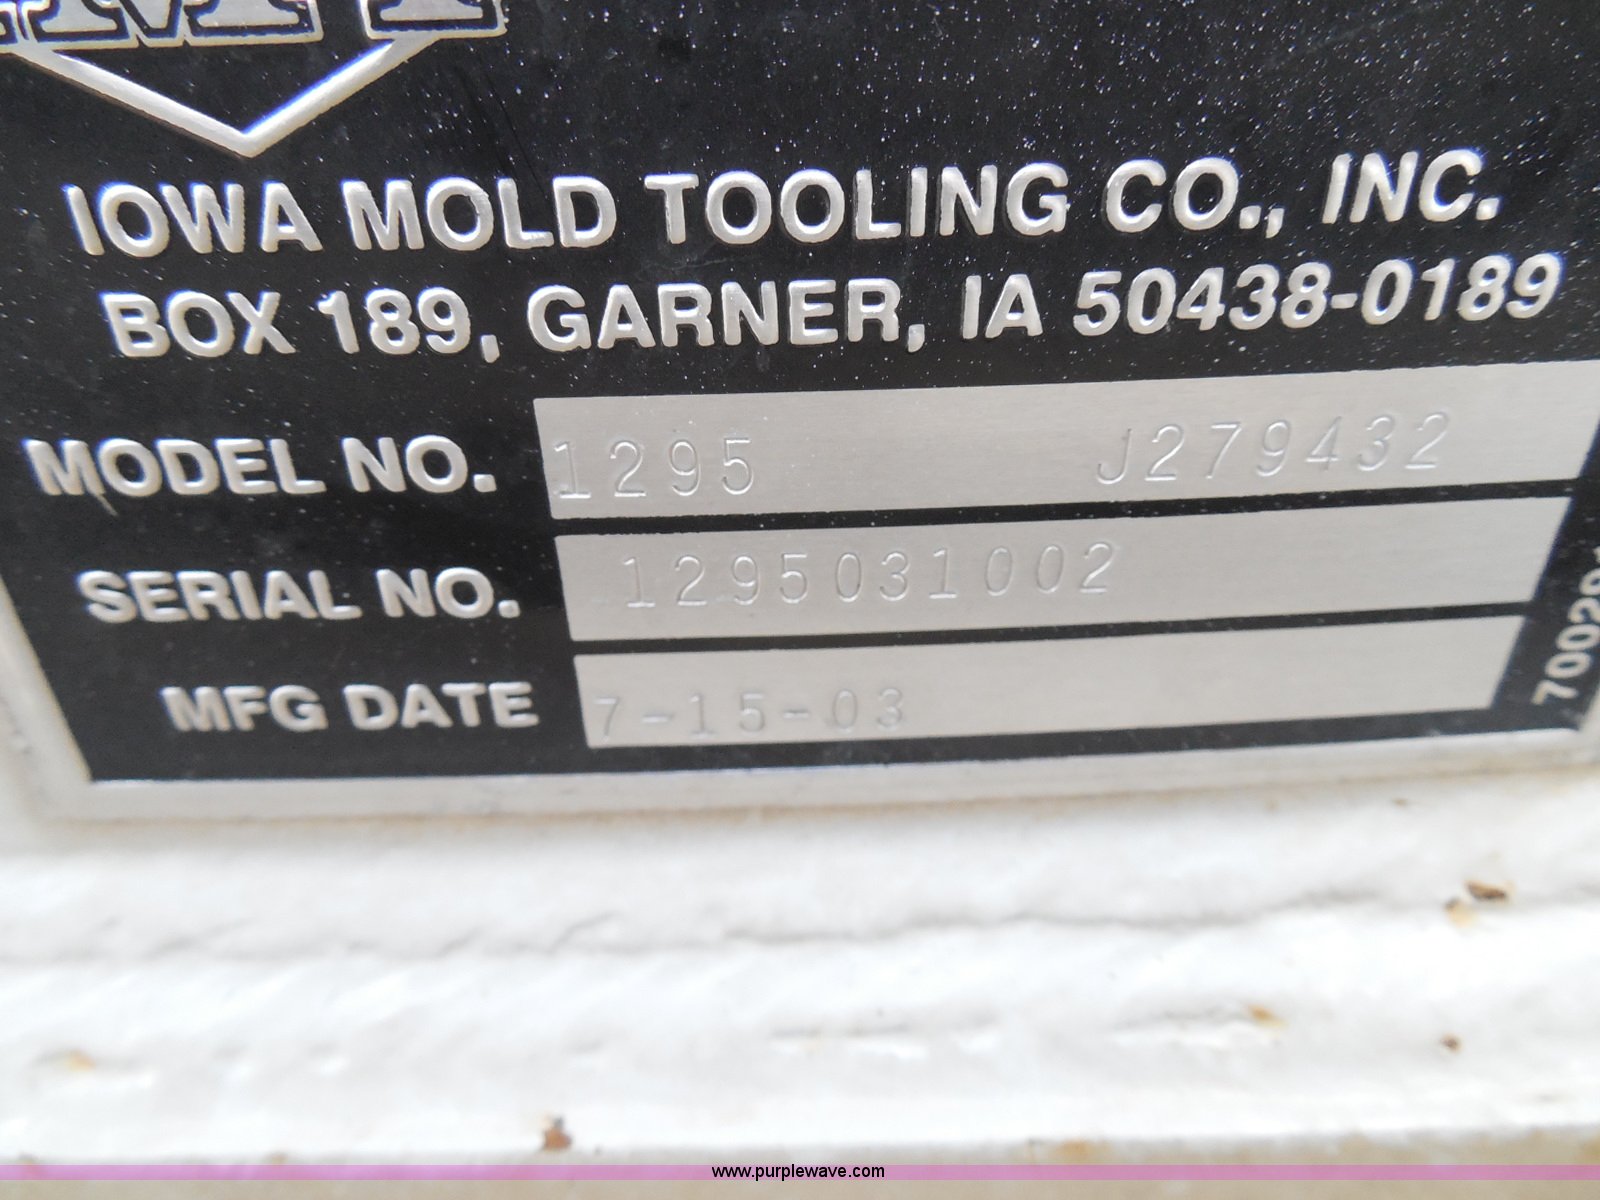 IOWA MOLD TOOLING CO., INC.
BOX 189, GARNER, IA 50438-0189
MODEL NO. 1295 J279432
SERIAL NO. 1295031002
MFG DATE 7-15-03
www.purplewave.com